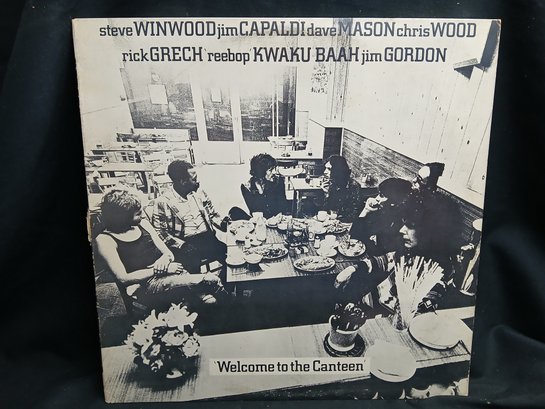 steve WINWOOD jim CAPALDI dave MASON chris WOOD
rick GRECH 'reebop' KWAKU BAAH jim GORDON
'Welcome to the Canteen'